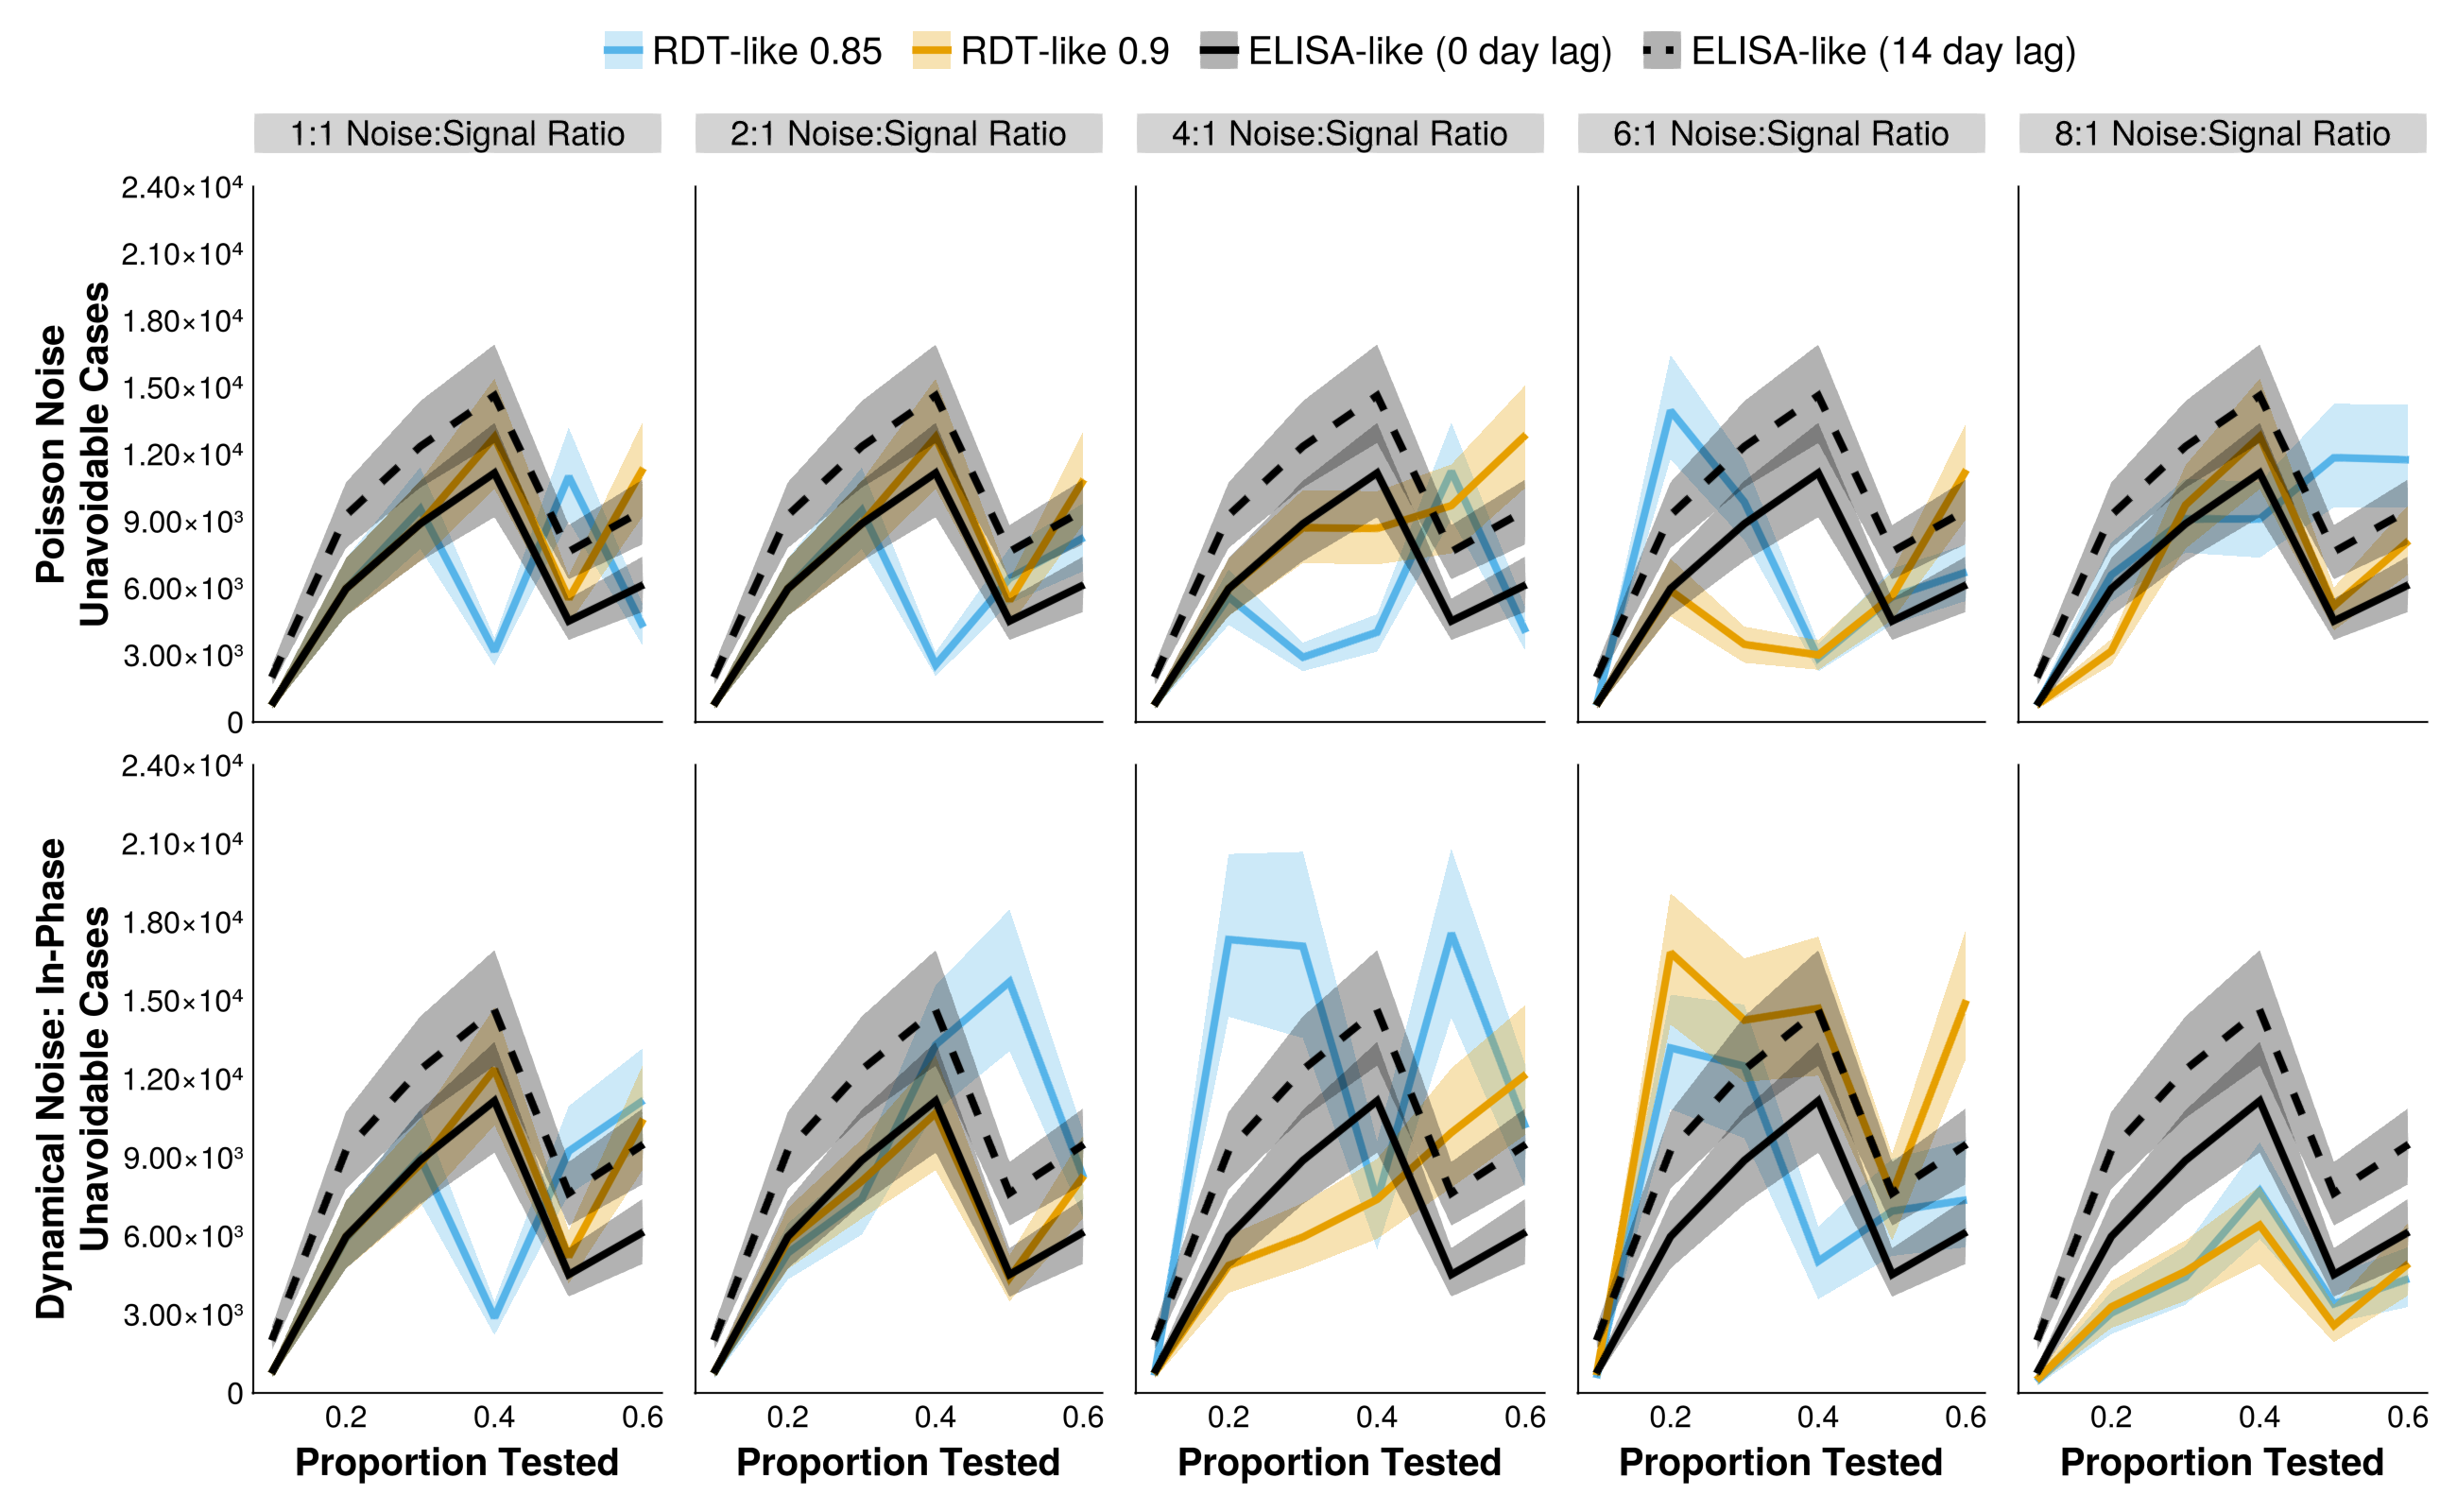 RDT-like 0.85 RDT-like 0.9 ELISA-like (0 day lag) ELISA-like (14 day lag)
1:1 Noise:Signal Ratio 2:1 Noise:Signal Ratio 4:1 Noise:Signal Ratio 6:1 Noise:Signal Ratio 8:1 Noise:Signal Ratio
Poisson Noise
Unavoidable Cases
2.40×10⁴
2.10×10⁴
1.80×10⁴
1.50×10⁴
1.20×10⁴
9.00×10³
6.00×10³
3.00×10³
0
Dynamical Noise: In-Phase
Unavoidable Cases
2.40×10⁴
2.10×10⁴
1.80×10⁴
1.50×10⁴
1.20×10⁴
9.00×10³
6.00×10³
3.00×10³
0
0.2 0.4 0.6 0.2 0.4 0.6 0.2 0.4 0.6 0.2 0.4 0.6 0.2 0.4 0.6
Proportion Tested Proportion Tested Proportion Tested Proportion Tested Proportion Tested